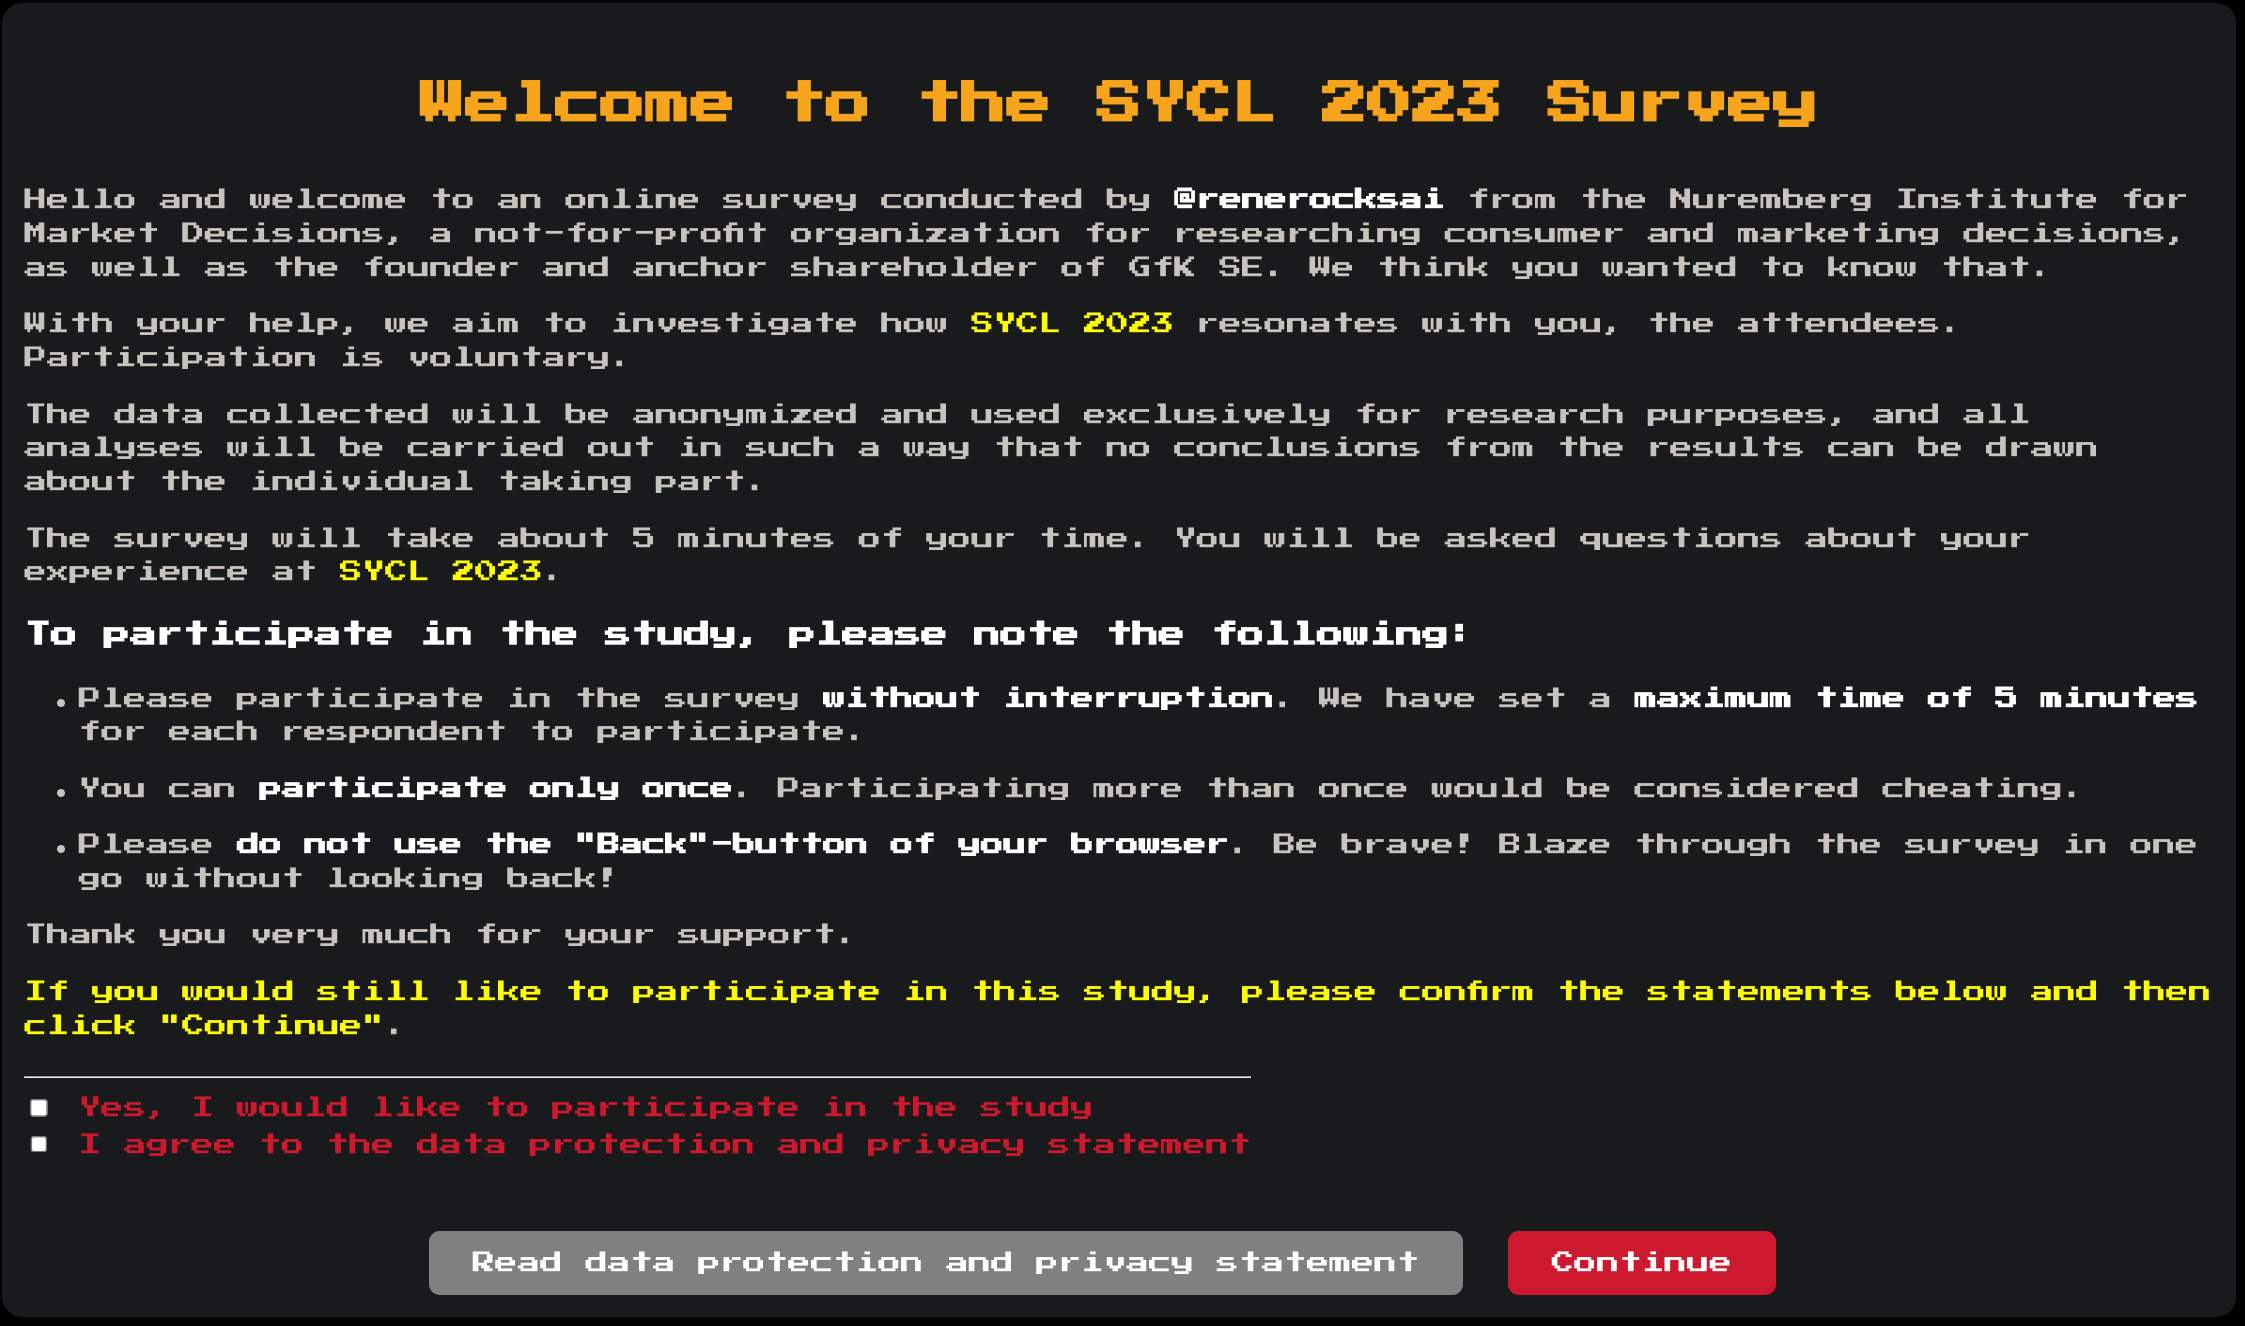 Welcome to the SYCL 2023 Survey
Hello and welcome to an online survey conducted by @renerocksai from the Nuremberg Institute for
Market Decisions, a not-for-profit organization for researching consumer and marketing decisions,
as well as the founder and anchor shareholder of GfK SE. We think you wanted to know that.
With your help, we aim to investigate how SYCL 2023 resonates with you, the attendees.
Participation is voluntary.
The data collected will be anonymized and used exclusively for research purposes, and all
analyses will be carried out in such a way that no conclusions from the results can be drawn
about the individual taking part.
The survey will take about 5 minutes of your time. You will be asked questions about your
experience at SYCL 2023.
To participate in the study, please note the following:
• Please participate in the survey without interruption. We have set a maximum time of 5 minutes
for each respondent to participate.
• You can participate only once. Participating more than once would be considered cheating.
• Please do not use the "Back"-button of your browser. Be brave! Blaze through the survey in one
go without looking back!
Thank you very much for your support.
If you would still like to participate in this study, please confirm the statements below and then
click "Continue".
Yes, I would like to participate in the study
I agree to the data protection and privacy statement
Read data protection and privacy statement Continue